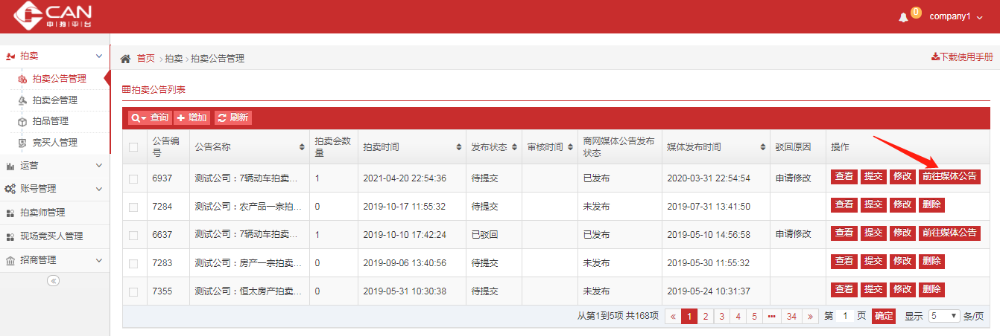 CAN
中|拍|平|台
0
company1
拍卖
拍卖公告管理
拍卖会管理
拍品管理
竞买人管理
运营
账号管理
拍卖师管理
现场竞买人管理
招商管理
首页 > 拍卖 > 拍卖公告管理
下载使用手册
拍卖公告列表
查询 增加 刷新
公告编号 公告名称 拍卖会数量 拍卖时间 发布状态 审核时间 商网媒体公告发布状态 媒体发布时间 驳回原因 操作
6937 测试公司：7辆动车拍卖... 1 2021-04-20 22:54:36 待提交 已发布 2020-03-31 22:54:54 申请修改 查看 提交 修改 前往媒体公告
7284 测试公司：农产品一宗拍... 0 2019-10-17 11:55:32 待提交 未发布 2019-07-31 13:41:50 查看 提交 修改 删除
6637 测试公司：7辆动车拍卖... 1 2019-10-10 17:42:24 已驳回 已发布 2019-05-10 14:56:58 申请修改 查看 提交 修改 前往媒体公告
7283 测试公司：房产一宗拍卖... 0 2019-09-06 13:40:56 待提交 未发布 2019-05-30 11:55:32 查看 提交 修改 删除
7355 测试公司：恒太房产拍卖... 0 2019-05-31 10:30:38 待提交 未发布 2019-05-24 10:31:37 查看 提交 修改 删除
从第1到5项 共168项 « 1 2 3 4 5 ••• 34 » 第 1 页 确定 显示 5 条/页